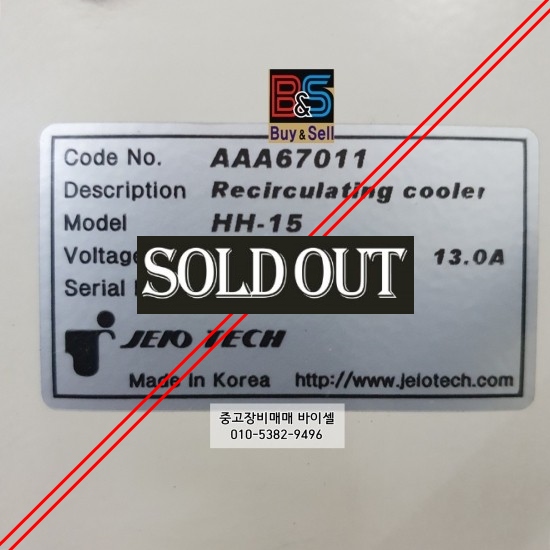 B&S
Buy & Sell
Code No. AAA67011
Description Recirculating cooler
Model HH-15
Voltage 13.0A
Serial
SOLD OUT
JEIO TECH
Made In Korea http://www.jeiotech.com
중고장비매매 바이셀
010-5382-9496